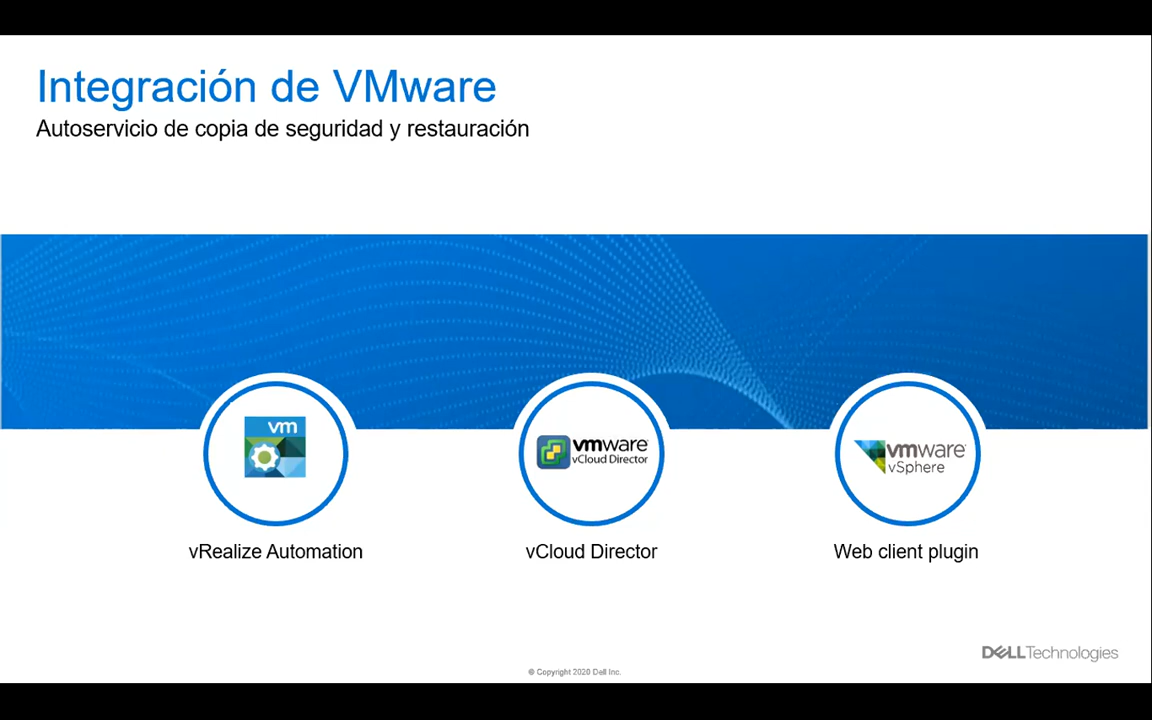 Integración de VMware
Autoservicio de copia de seguridad y restauración
vm
vmware
vCloud Director
vmware
vSphere
vRealize Automation
vCloud Director
Web client plugin
DELLTechnologies
© Copyright 2020 Dell Inc.